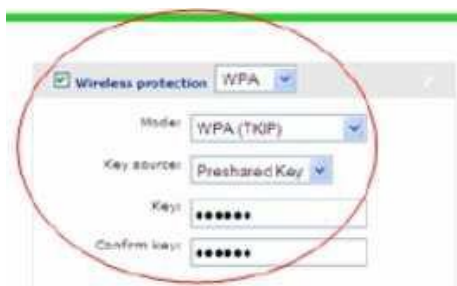 Wireless protection WPA
Mode: WPA (TKIP)
Key source: Preshared Key
Key: ••••••
Confirm key: ••••••